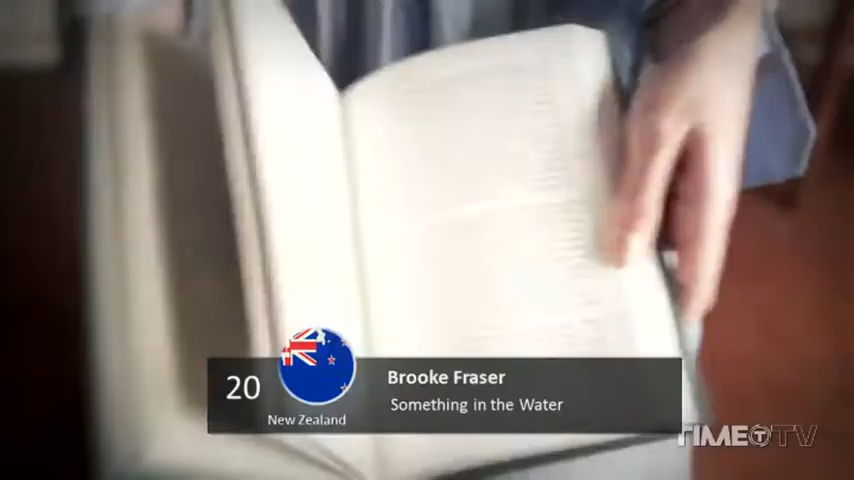 20
New Zealand
Brooke Fraser
Something in the Water
TIMETV